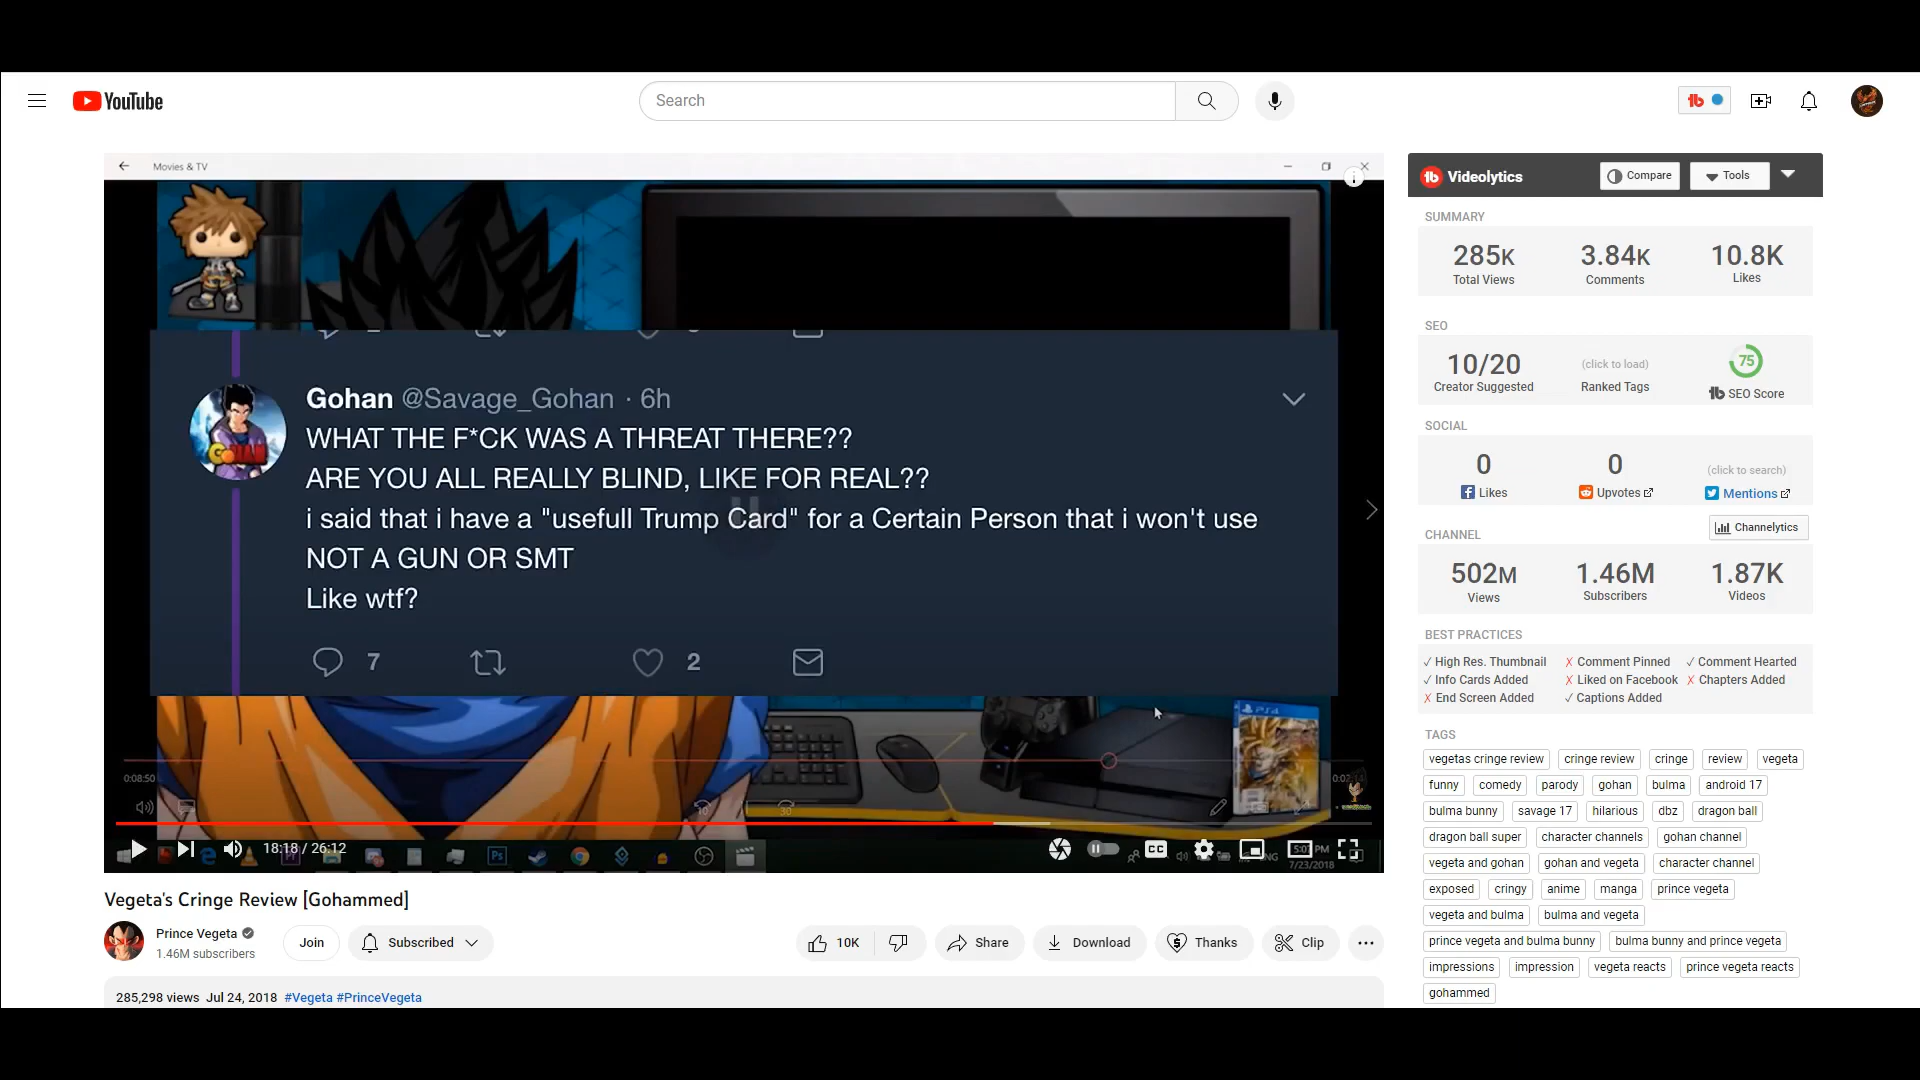 YouTube
Search
Movies & TV
Gohan @Savage_Gohan · 6h
WHAT THE F*CK WAS A THREAT THERE??
ARE YOU ALL REALLY BLIND, LIKE FOR REAL??
i said that i have a "usefull Trump Card" for a Certain Person that i won't use
NOT A GUN OR SMT
Like wtf?
7
2
GOHAN
PS4
0:08:50
10
30
18:18 / 26:12
CC
5:07 PM
7/23/2018
Vegeta's Cringe Review [Gohammed]
Prince Vegeta
1.46M subscribers
Join
Subscribed
10K
Share
Download
Thanks
Clip
285,298 views Jul 24, 2018 #Vegeta #PrinceVegeta
Videolytics
Compare
Tools
SUMMARY
285K 3.84K 10.8K
Total Views Comments Likes
SEO
10/20 (click to load) 75
Creator Suggested Ranked Tags SEO Score
SOCIAL
0 0 (click to search)
Likes Upvotes Mentions
CHANNEL
Channelytics
502M 1.46M 1.87K
Views Subscribers Videos
BEST PRACTICES
✓ High Res. Thumbnail ✗ Comment Pinned ✓ Comment Hearted
✓ Info Cards Added ✗ Liked on Facebook ✗ Chapters Added
✗ End Screen Added ✓ Captions Added
TAGS
vegetas cringe review cringe review cringe review vegeta
funny comedy parody gohan bulma android 17
bulma bunny savage 17 hilarious dbz dragon ball
dragon ball super character channels gohan channel
vegeta and gohan gohan and vegeta character channel
exposed cringy anime manga prince vegeta
vegeta and bulma bulma and vegeta
prince vegeta and bulma bunny bulma bunny and prince vegeta
impressions impression vegeta reacts prince vegeta reacts
gohammed